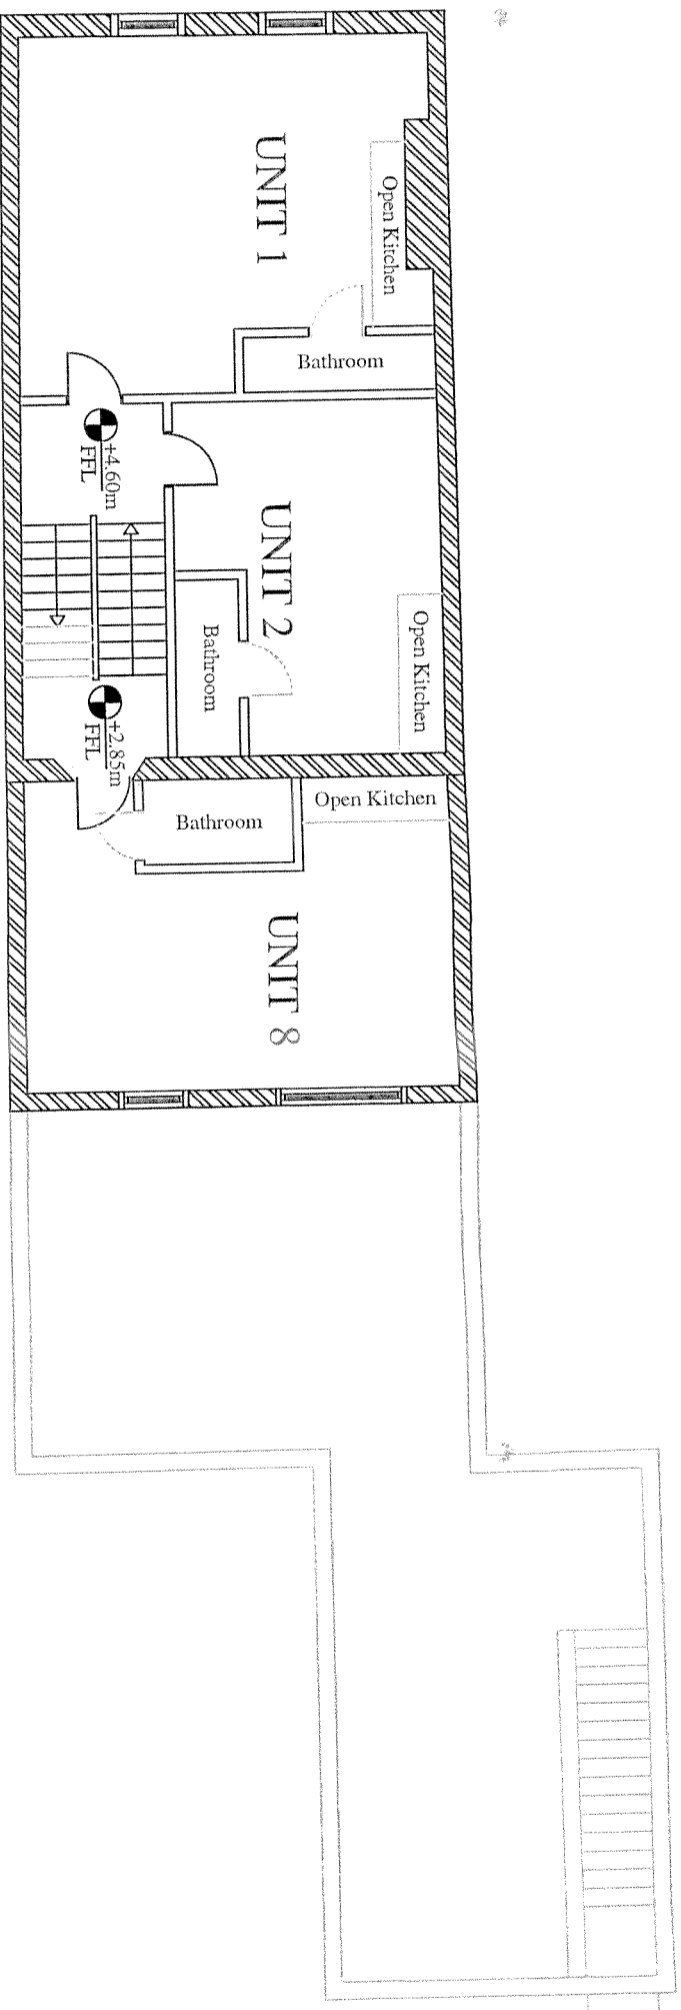 UNIT 1
Open Kitchen
Bathroom
+4.60m
FFL
UNIT 2
Open Kitchen
Bathroom
+2.85m
FFL
Bathroom
Open Kitchen
UNIT 8